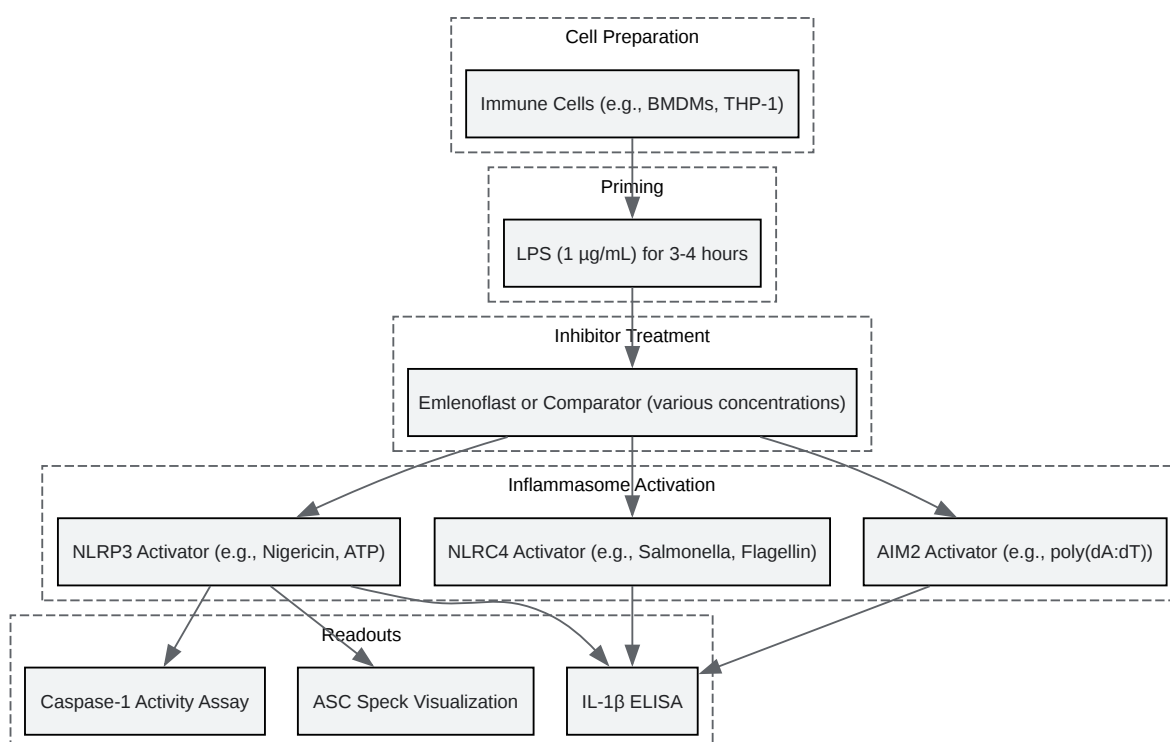 Cell Preparation
Immune Cells (e.g., BMDMs, THP-1)
Priming
LPS (1 µg/mL) for 3-4 hours
Inhibitor Treatment
Emlenoflast or Comparator (various concentrations)
Inflammasome Activation
NLRP3 Activator (e.g., Nigericin, ATP)
NLRC4 Activator (e.g., Salmonella, Flagellin)
AIM2 Activator (e.g., poly(dA:dT))
Readouts
Caspase-1 Activity Assay
ASC Speck Visualization
IL-1β ELISA